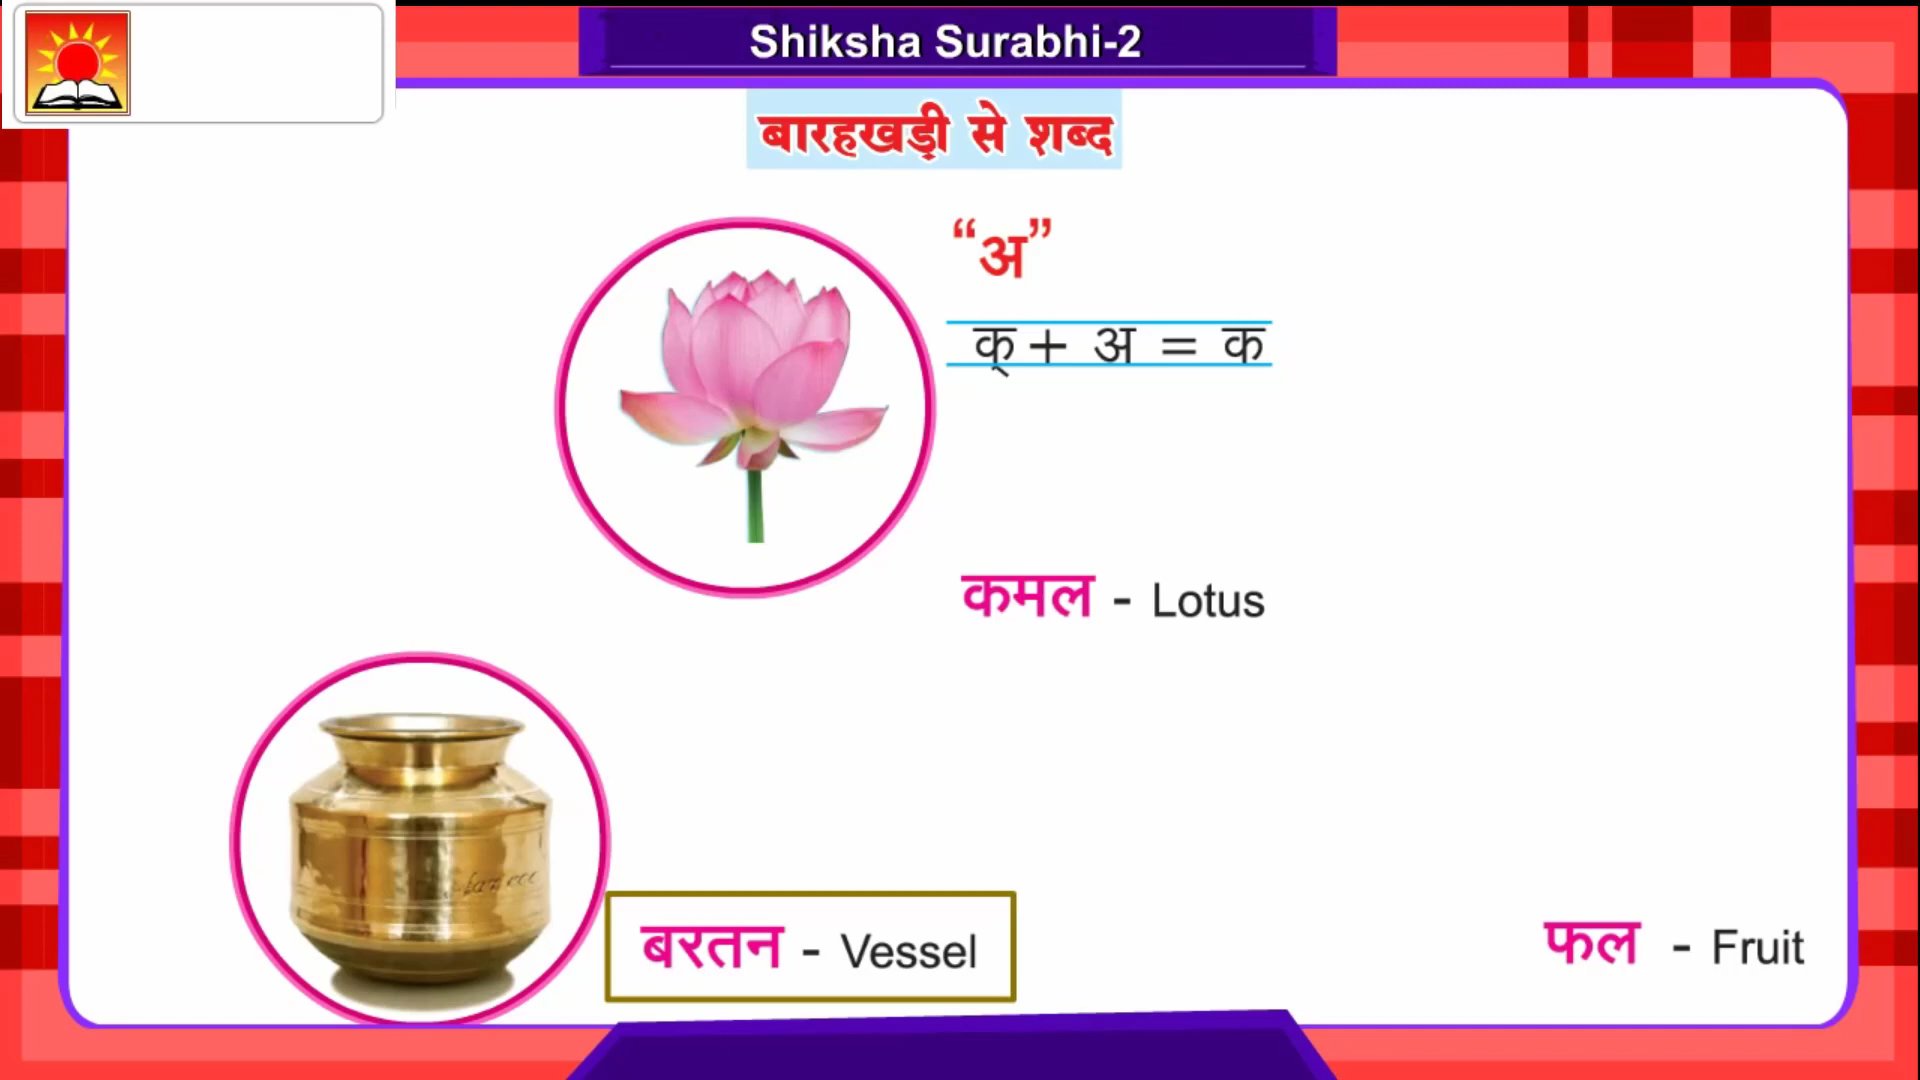 Shiksha Surabhi-2
बारहखड़ी से शब्द
“अ”
क् + अ = क
कमल - Lotus
बरतन - Vessel
फल - Fruit